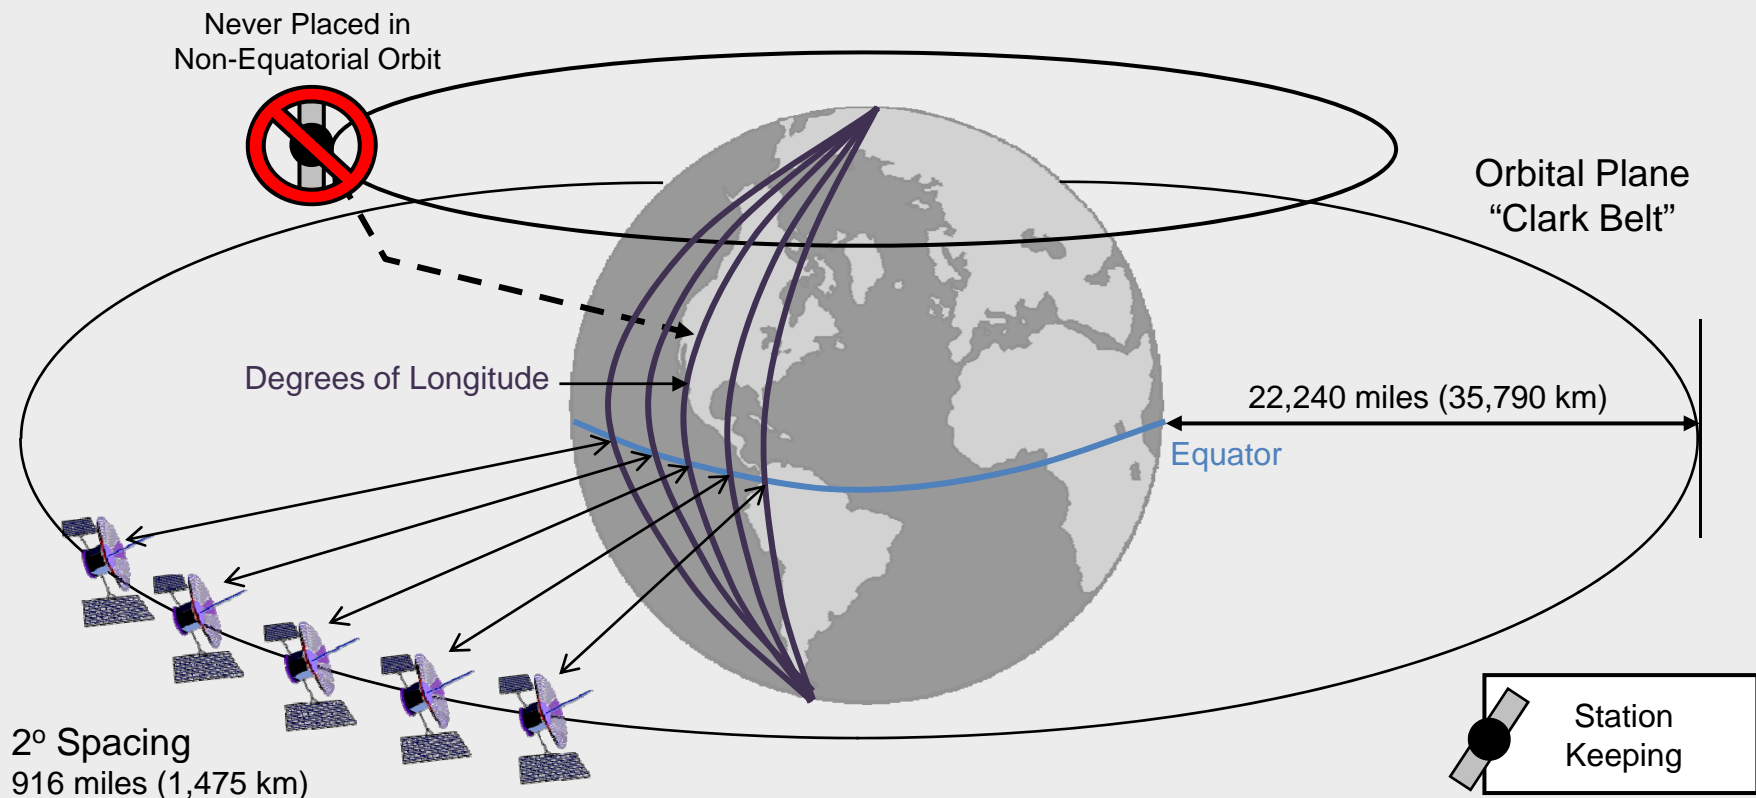 Never Placed in
Non-Equatorial Orbit
Orbital Plane
“Clark Belt”
Degrees of Longitude
22,240 miles (35,790 km)
Equator
2º Spacing
916 miles (1,475 km)
Station
Keeping